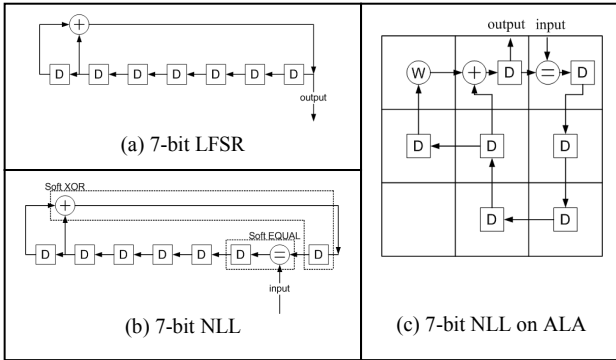 +
D D D D D D D
output
(a) 7-bit LFSR
Soft XOR
+
Soft EQUAL
D D D D D D = D
input
(b) 7-bit NLL
output input
W + D = D
D D D
D D
(c) 7-bit NLL on ALA